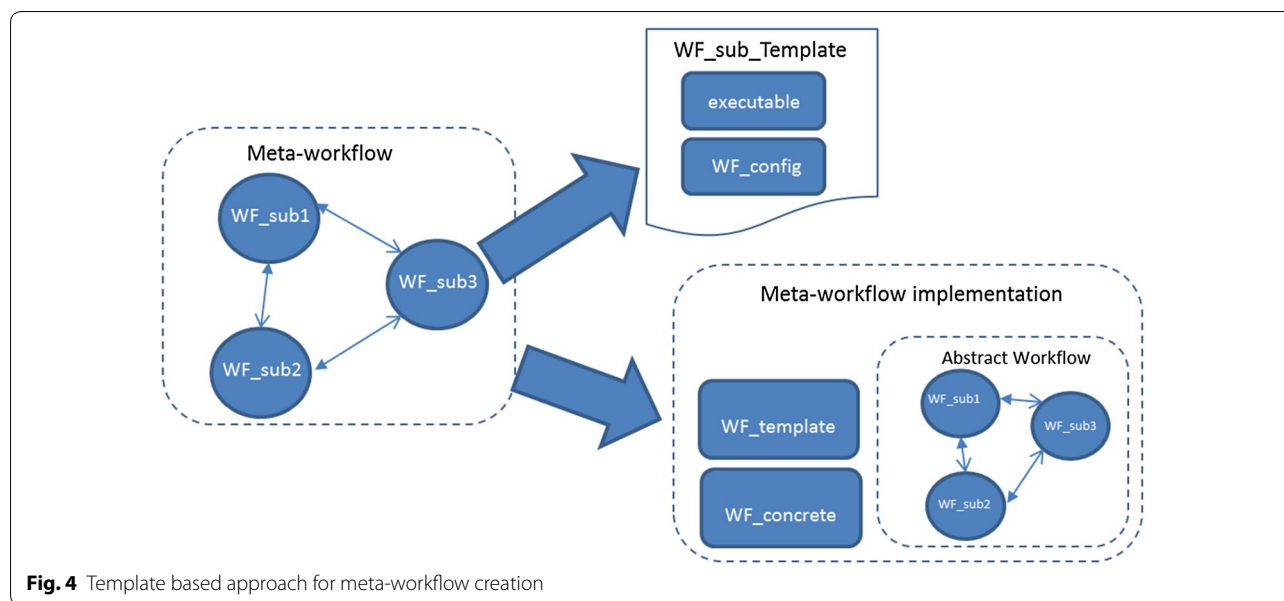 Meta-workflow
WF_sub1
WF_sub3
WF_sub2
WF_sub_Template
executable
WF_config
Meta-workflow implementation
WF_template
WF_concrete
Abstract Workflow
WF_sub1
WF_sub3
WF_sub2
Fig. 4 Template based approach for meta-workflow creation